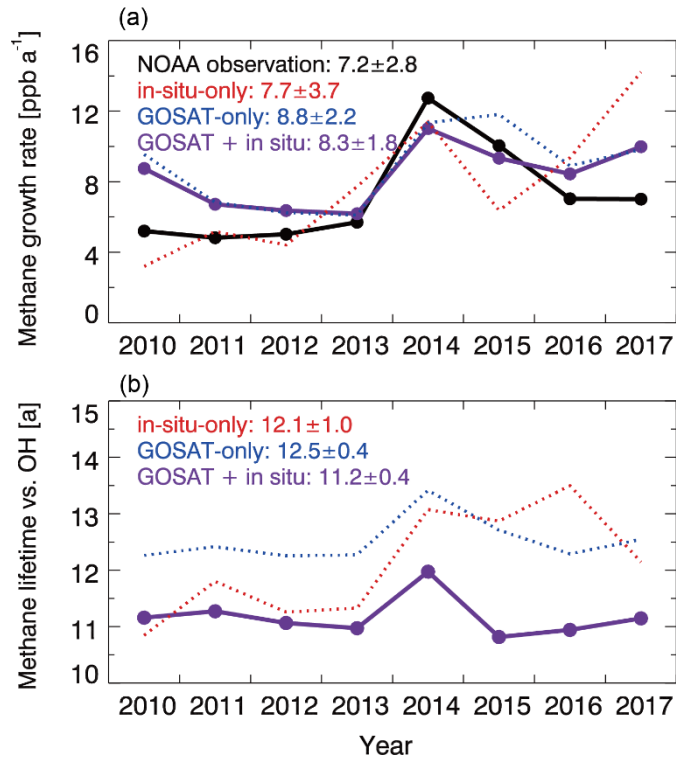 (a)
Methane growth rate [ppb a⁻¹]
16
12
8
4
0
NOAA observation: 7.2±2.8
in-situ-only: 7.7±3.7
GOSAT-only: 8.8±2.2
GOSAT + in situ: 8.3±1.8
2010 2011 2012 2013 2014 2015 2016 2017
(b)
Methane lifetime vs. OH [a]
15
14
13
12
11
10
in-situ-only: 12.1±1.0
GOSAT-only: 12.5±0.4
GOSAT + in situ: 11.2±0.4
2010 2011 2012 2013 2014 2015 2016 2017
Year